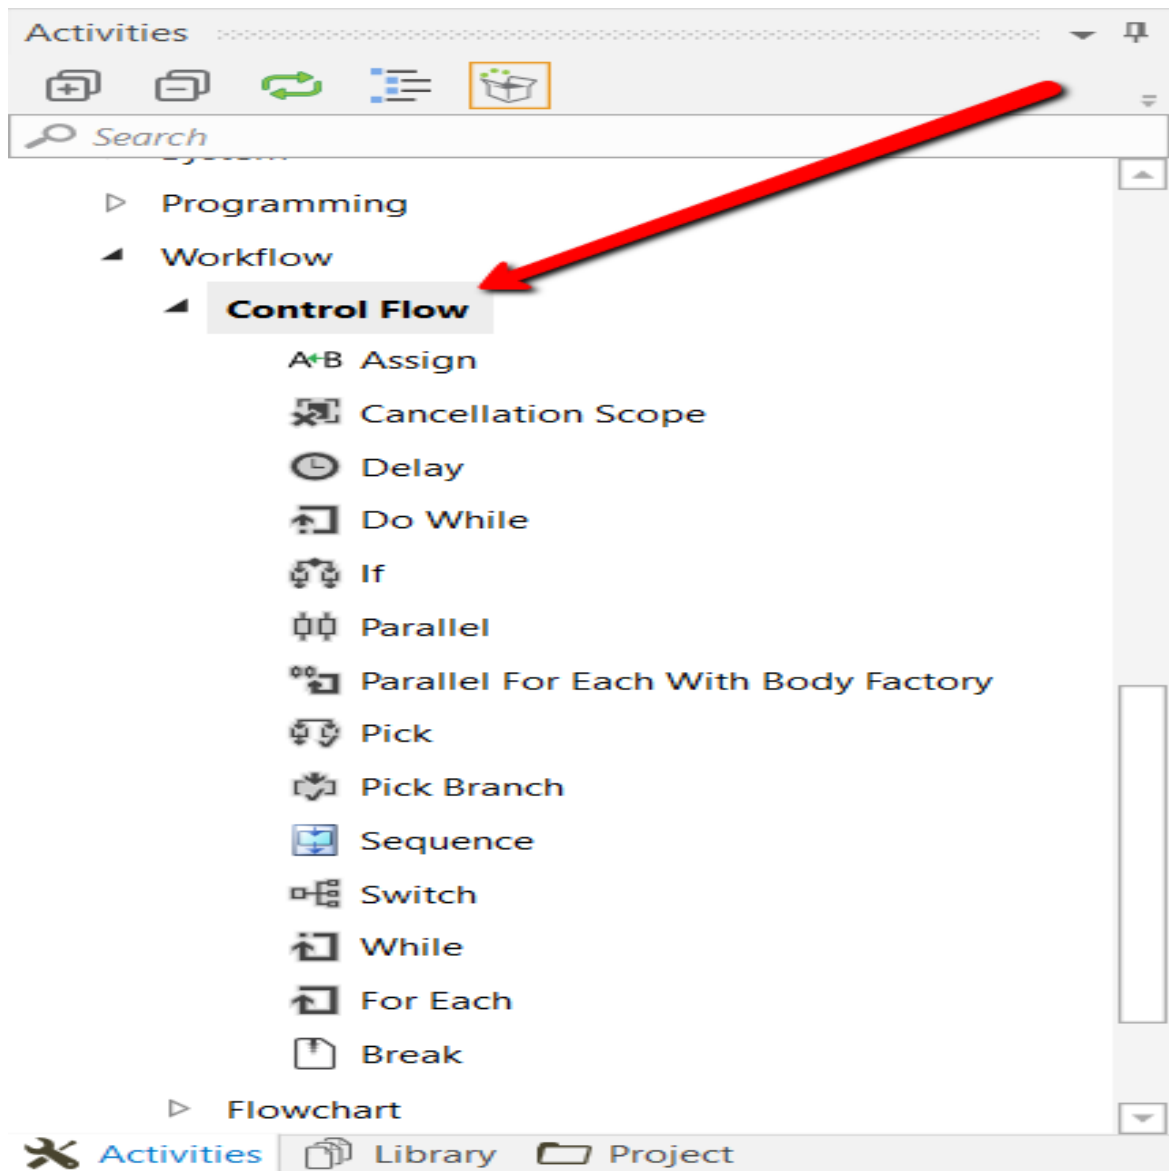 Activities
Search
Programming
Workflow
Control Flow
A B Assign
Cancellation Scope
Delay
Do While
If
Parallel
Parallel For Each With Body Factory
Pick
Pick Branch
Sequence
Switch
While
For Each
Break
Flowchart
Activities Library Project